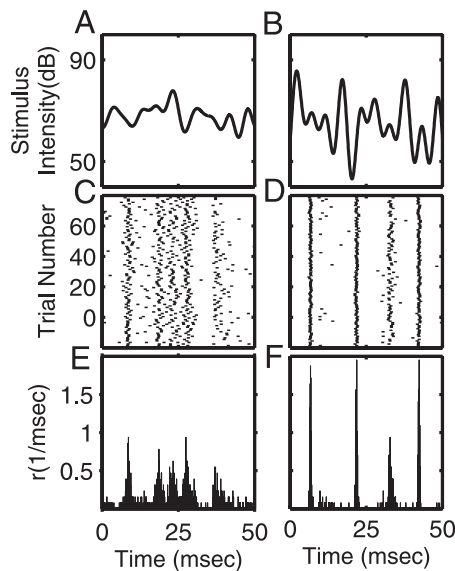 A B
Stimulus
Intensity(dB)
90
50
C D
Trial Number
60
40
20
0
E F
r(1/msec)
1.5
1
0.5
0 25 50 0 25 50
Time (msec) Time (msec)